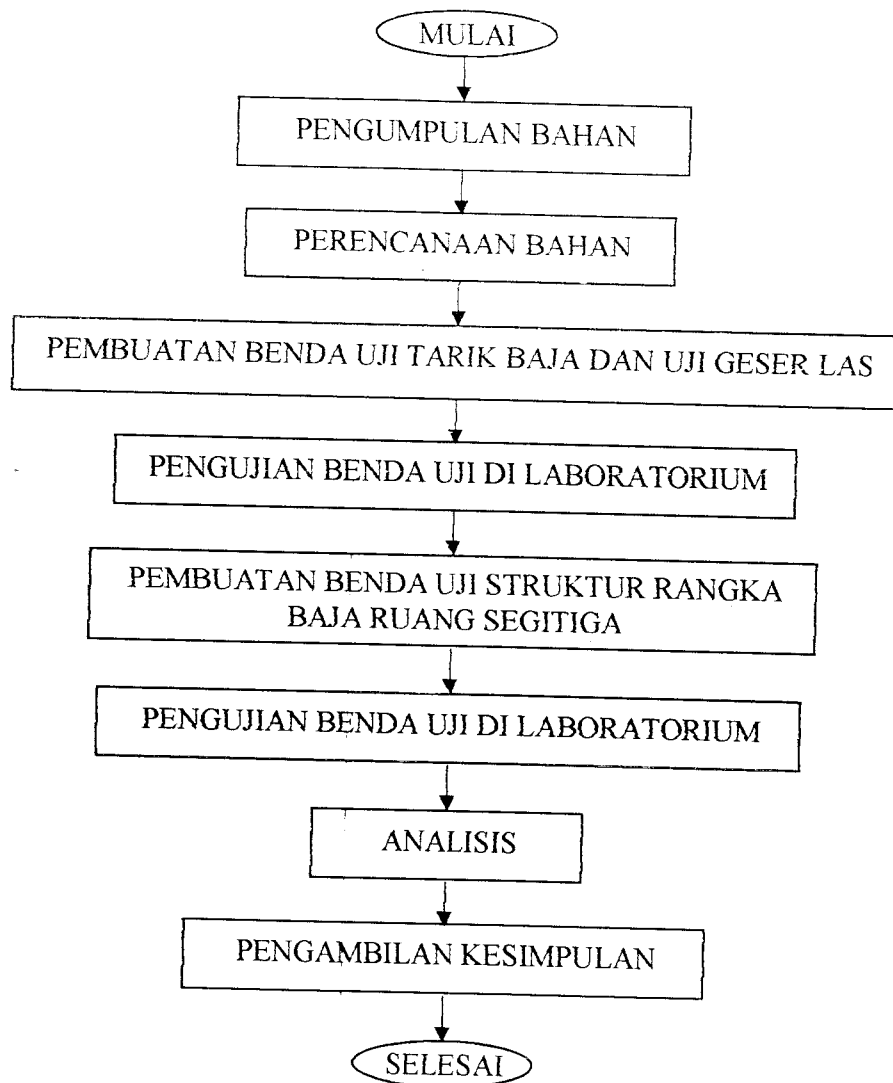 MULAI
PENGUMPULAN BAHAN
PERENCANAAN BAHAN
PEMBUATAN BENDA UJI TARIK BAJA DAN UJI GESER LAS
PENGUJIAN BENDA UJI DI LABORATORIUM
PEMBUATAN BENDA UJI STRUKTUR RANGKA
BAJA RUANG SEGITIGA
PENGUJIAN BENDA UJI DI LABORATORIUM
ANALISIS
PENGAMBILAN KESIMPULAN
SELESAI